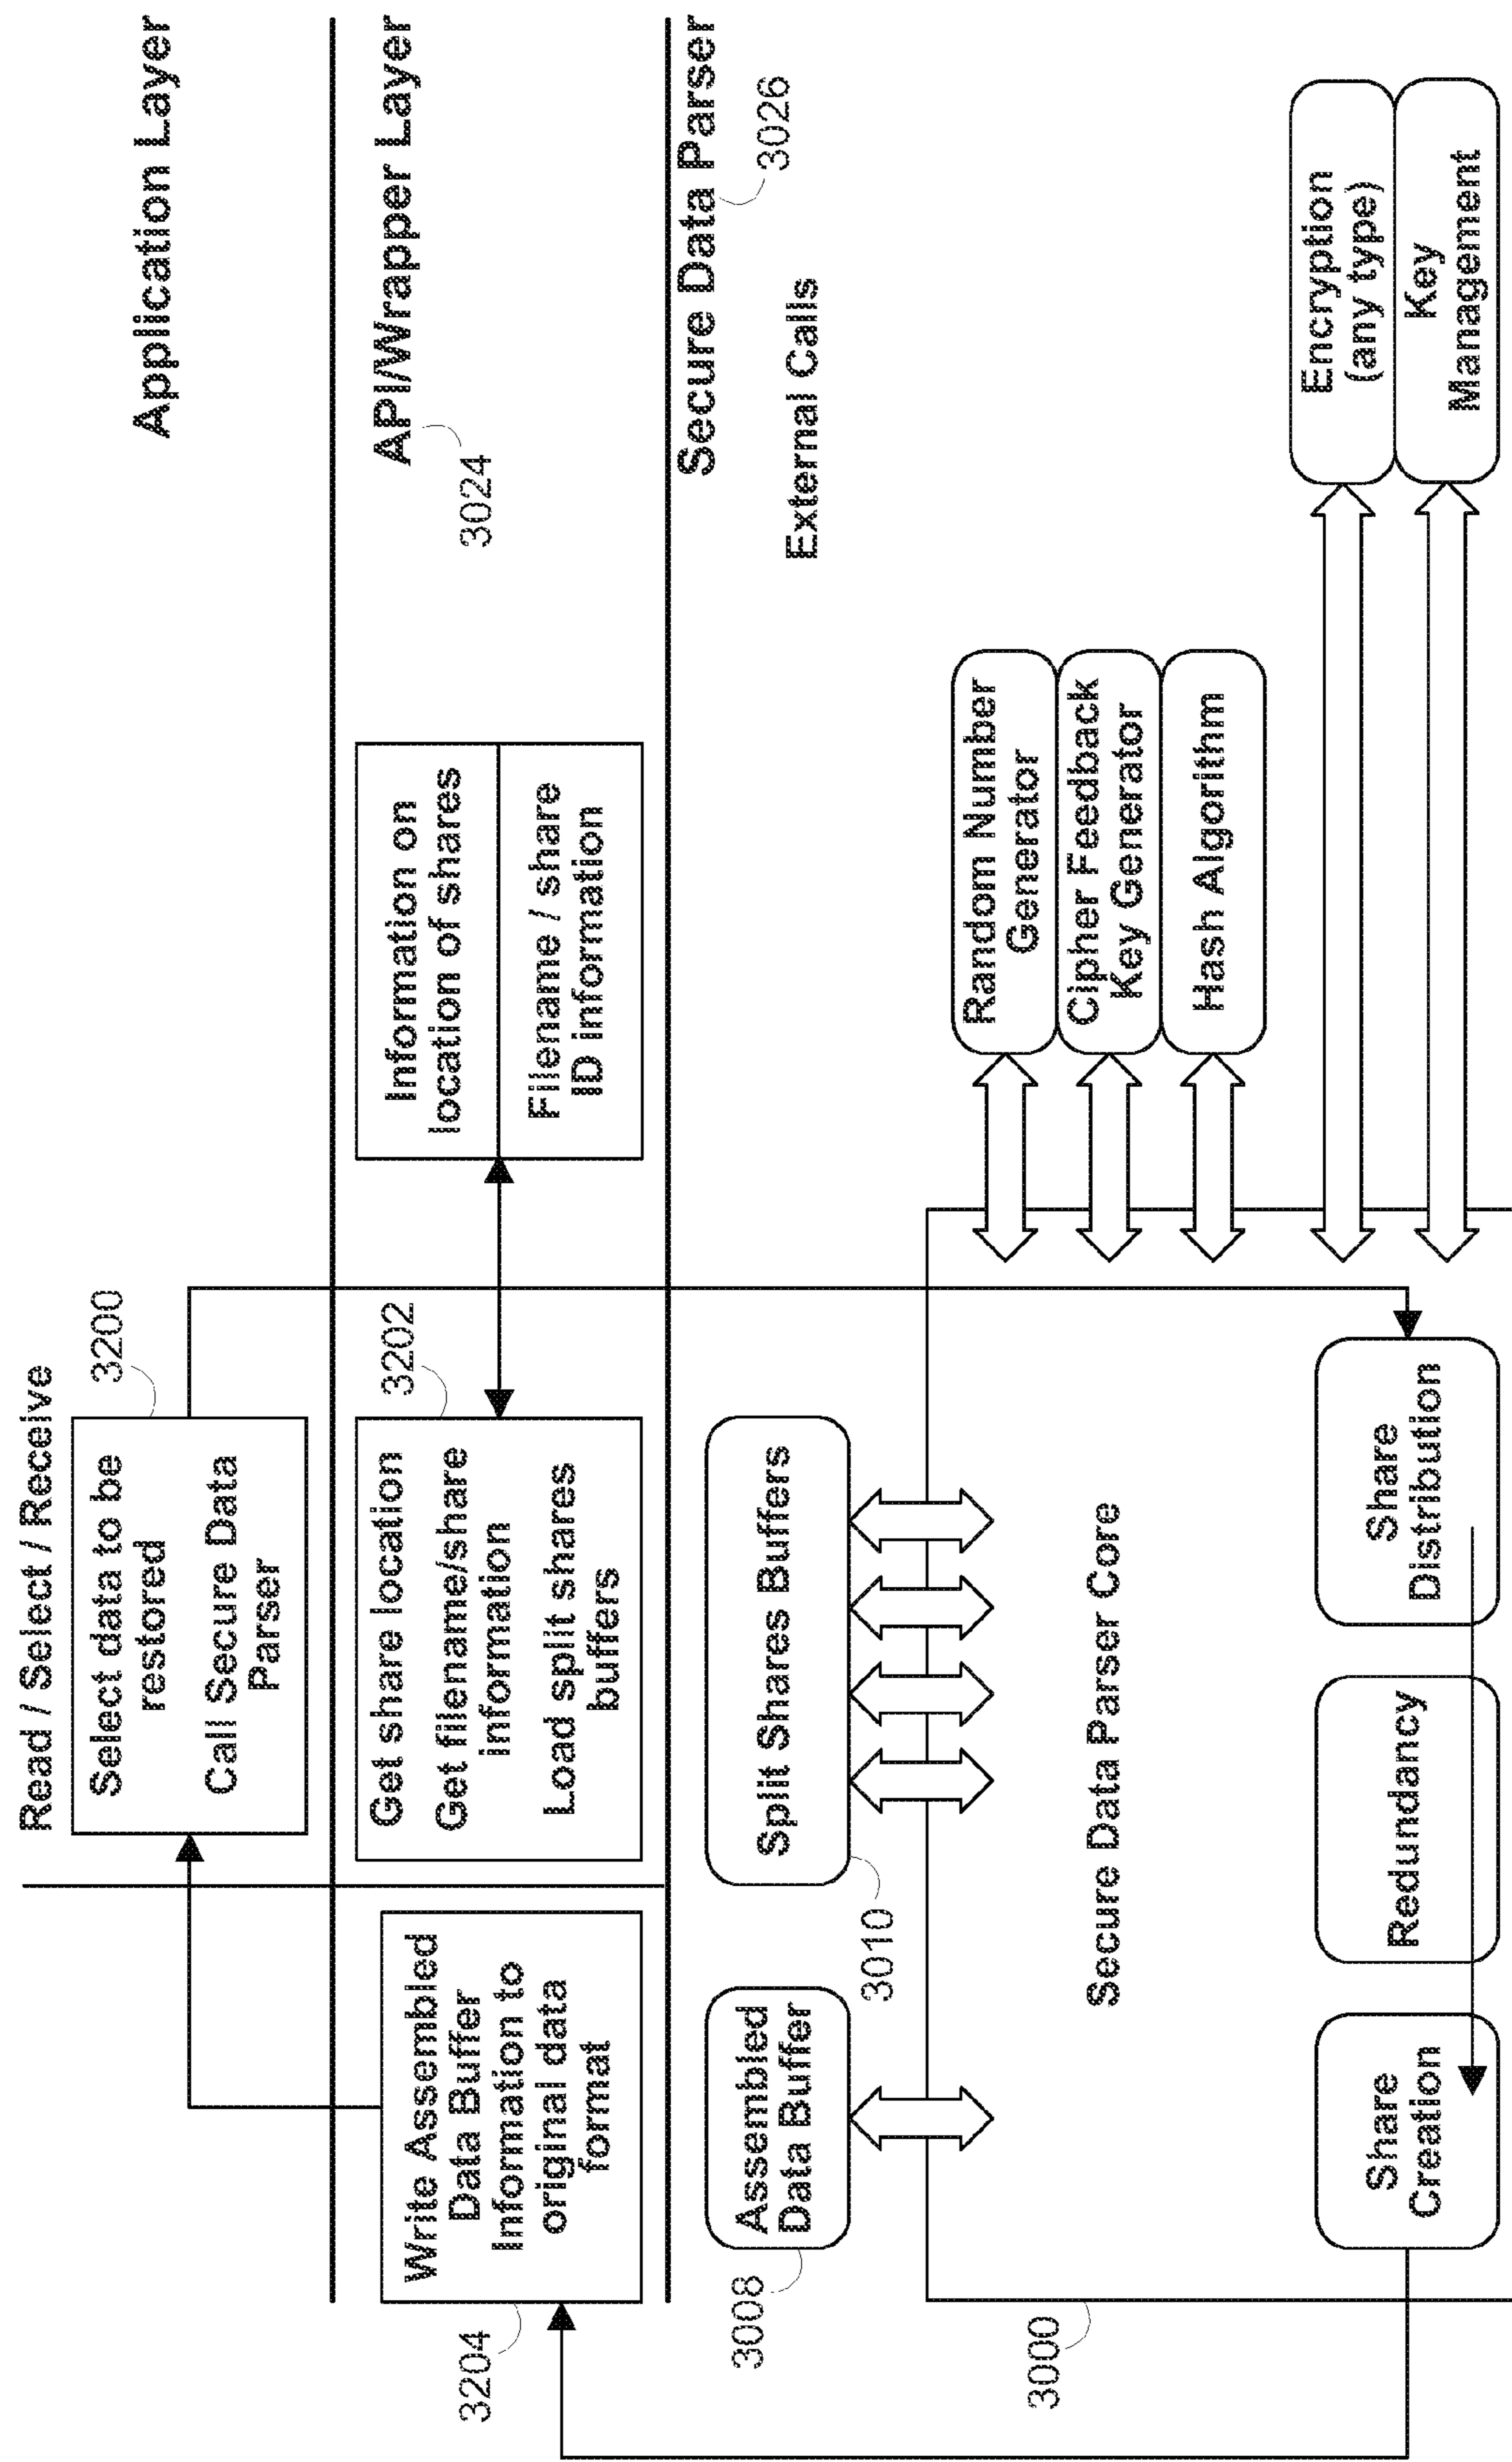 Read / Select / Receive
Application Layer
Select data to be
restored
Call Secure Data
Parser
3200
API/Wrapper Layer
3024
Write Assembled
Data Buffer
Information to
original data
format
3204
Get share location
Get filename/share
information
Load split shares
buffers
3202
Information on
location of shares
Filename / share
ID information
Secure Data Parser
3026
External Calls
Assembled
Data Buffer
3008
Split Shares Buffers
3010
Random Number
Generator
Cipher Feedback
Key Generator
Hash Algorithm
3000
Secure Data Parser Core
Share
Creation
Redundancy
Share
Distribution
Encryption
(any type)
Key
Management